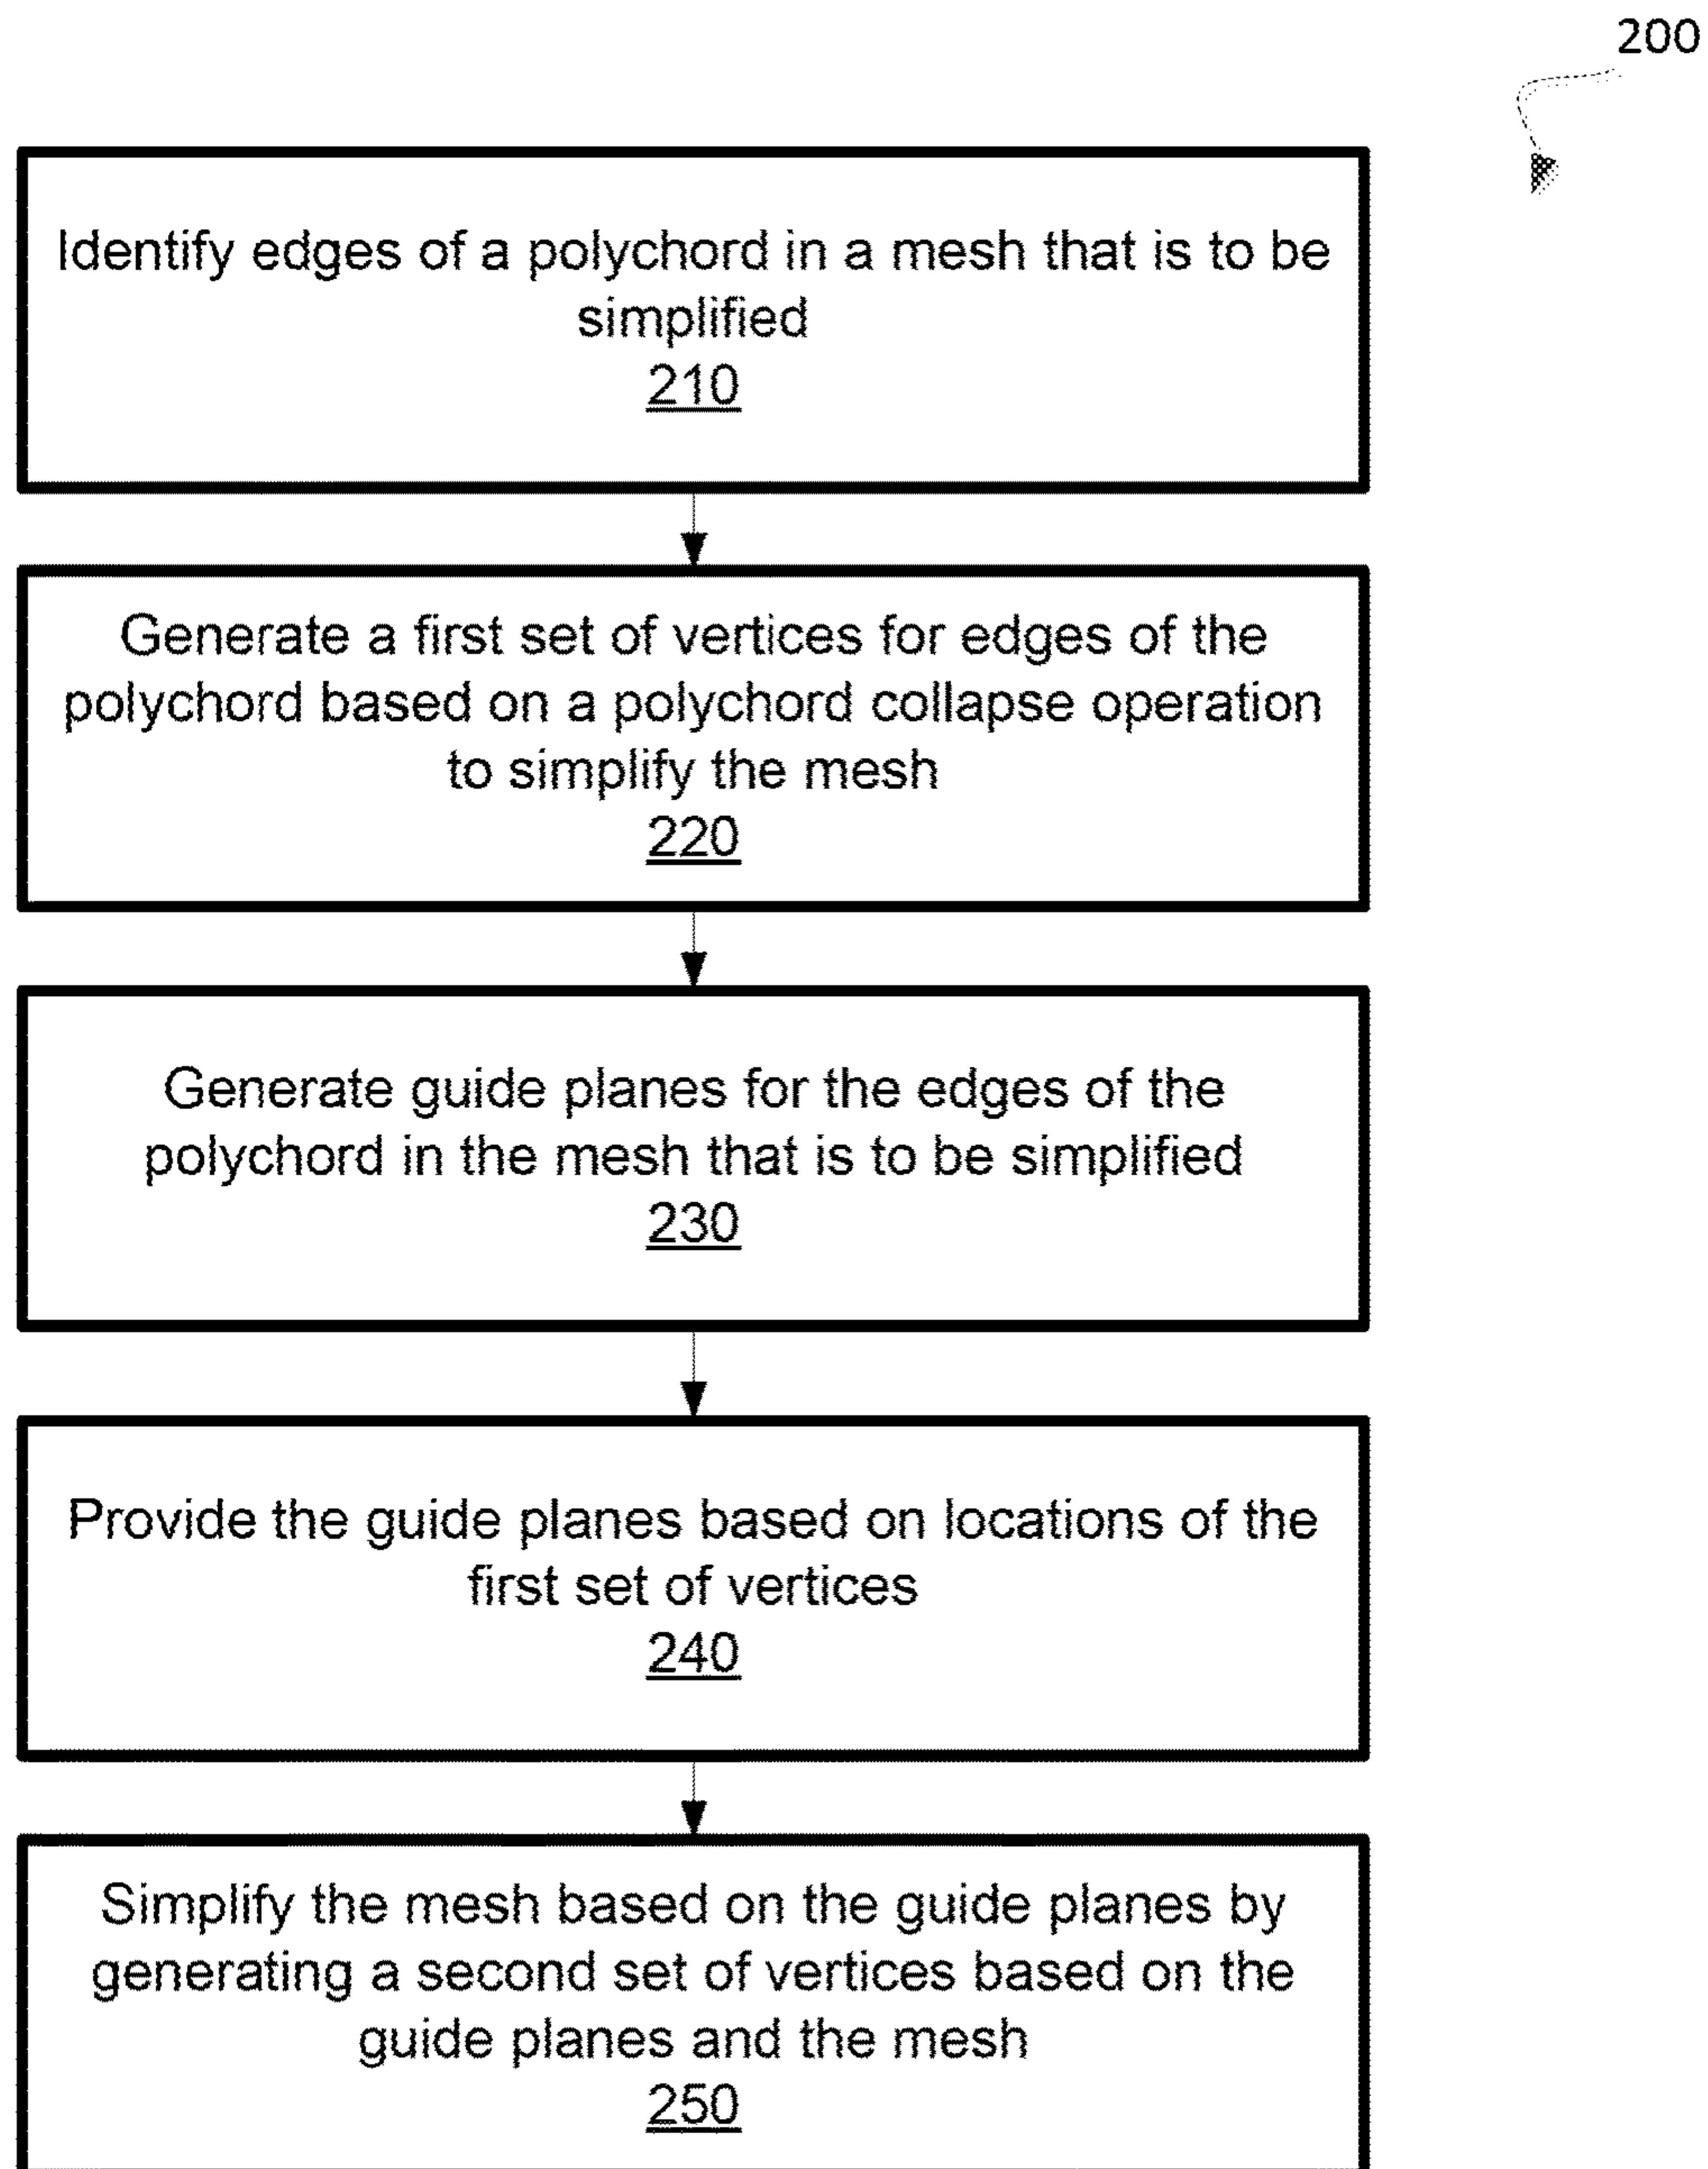 200
Identify edges of a polychord in a mesh that is to be
simplified
210
Generate a first set of vertices for edges of the
polychord based on a polychord collapse operation
to simplify the mesh
220
Generate guide planes for the edges of the
polychord in the mesh that is to be simplified
230
Provide the guide planes based on locations of the
first set of vertices
240
Simplify the mesh based on the guide planes by
generating a second set of vertices based on the
guide planes and the mesh
250